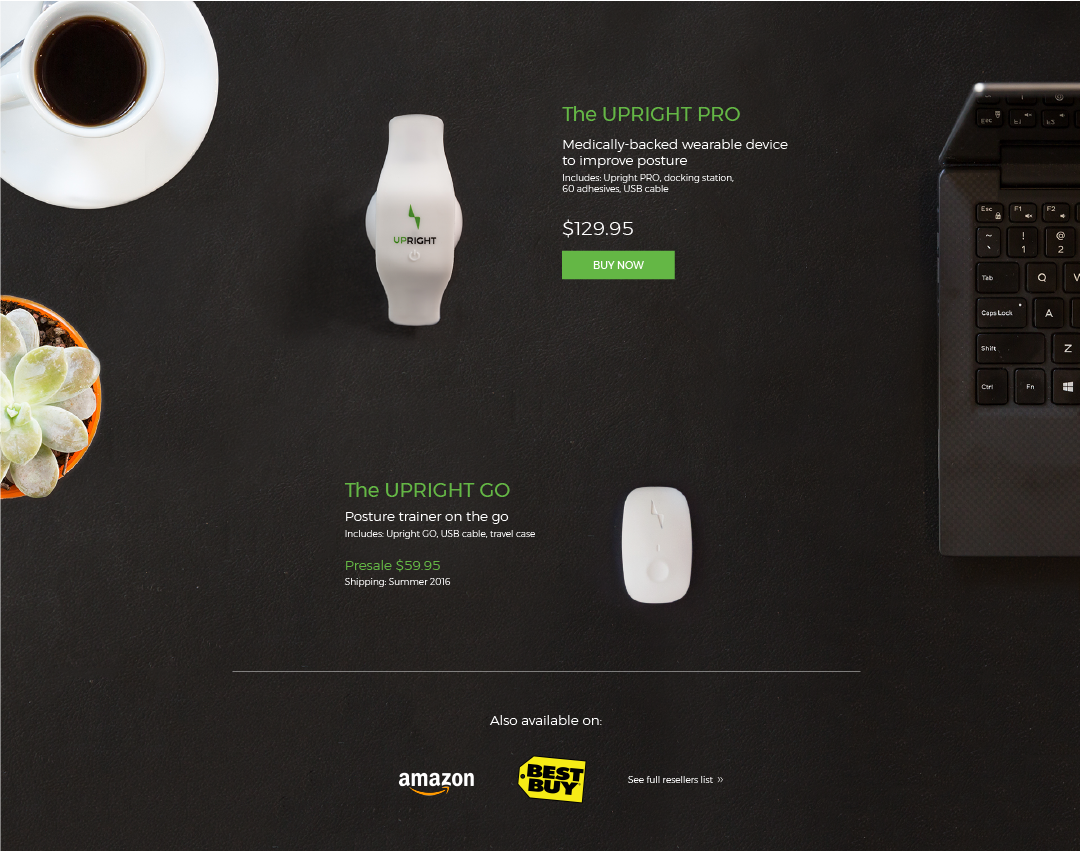 The UPRIGHT PRO
Medically-backed wearable device
to improve posture
Includes: Upright PRO, docking station,
60 adhesives, USB cable
$129.95
BUY NOW
UPRIGHT
Esc F1 F2
~ ! @
` 1 2
Tab Q W
Caps Lock A
Shift Z
Ctrl Fn
The UPRIGHT GO
Posture trainer on the go
Includes: Upright GO, USB cable, travel case
Presale $59.95
Shipping: Summer 2016
Also available on:
amazon
BEST
BUY
See full resellers list »